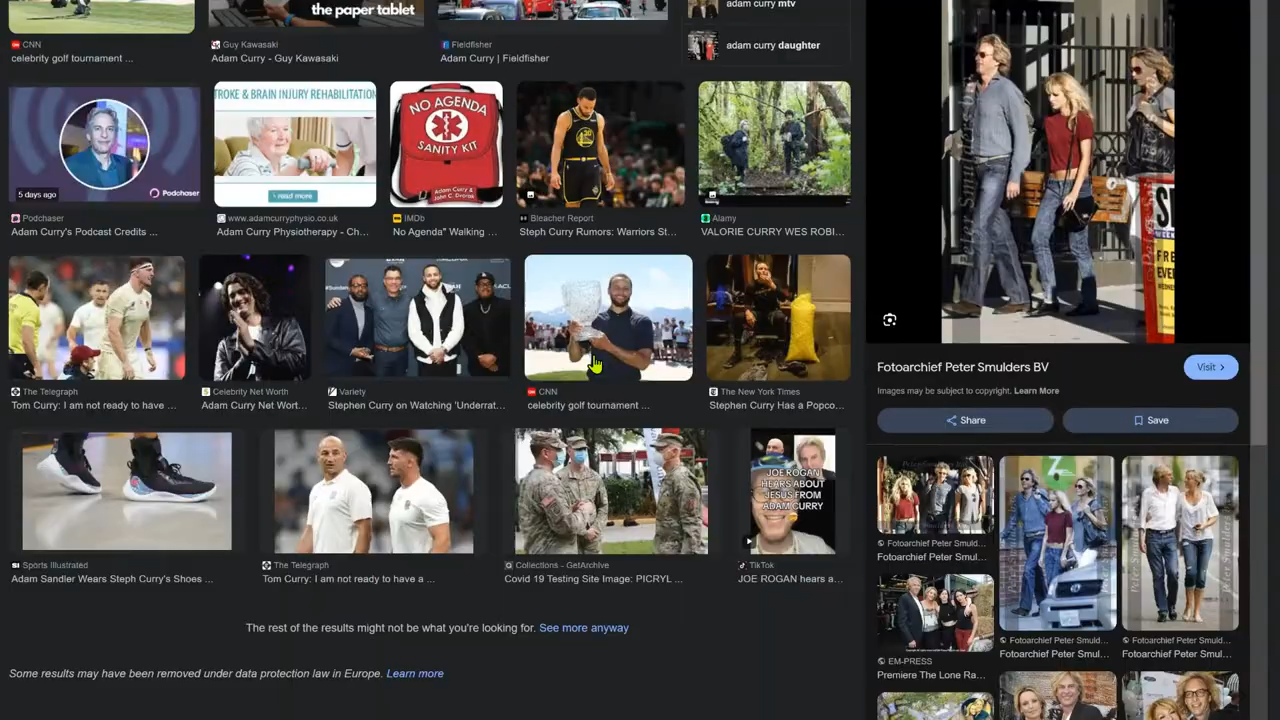 the paper tablet
adam curry mtv
adam curry daughter
CNN
celebrity golf tournament ...
Guy Kawasaki
Adam Curry - Guy Kawasaki
Fieldfisher
Adam Curry | Fieldfisher
5 days ago
Podchaser
Podchaser
Adam Curry's Podcast Credits ...
TROKE & BRAIN INJURY REHABILITATION
read more
www.adamcurryphysio.co.uk
Adam Curry Physiotherapy - Ch...
NO AGENDA
SANITY KIT
Adam Curry &
John C. Dvorak
IMDb
No Agenda" Walking ...
30
Bleacher Report
Steph Curry Rumors: Warriors St...
Alamy
VALORIE CURRY WES ROBI...
The Telegraph
Tom Curry: I am not ready to have ...
Celebrity Net Worth
Adam Curry Net Wort...
Variety
Stephen Curry on Watching 'Underrat...
CNN
celebrity golf tournament ...
The New York Times
Stephen Curry Has a Popco...
Sports Illustrated
Adam Sandler Wears Steph Curry's Shoes ...
The Telegraph
Tom Curry: I am not ready to have a ...
Collections - GetArchive
Covid 19 Testing Site Image: PICRYL ...
JOE ROGAN
HEARS ABOUT
JESUS FROM
ADAM CURRY
TikTok
JOE ROGAN hears a...
The rest of the results might not be what you're looking for. See more anyway
Some results may have been removed under data protection law in Europe. Learn more
Fotoarchief Peter Smulders BV
Visit
Images may be subject to copyright. Learn More
Share
Save
Fotoarchief Peter Smuld...
Fotoarchief Peter Smul...
Fotoarchief Peter Smuld...
Fotoarchief Peter Smul...
Fotoarchief Peter Smuld...
Fotoarchief Peter Smul...
EM-PRESS
Premiere The Lone Ra...